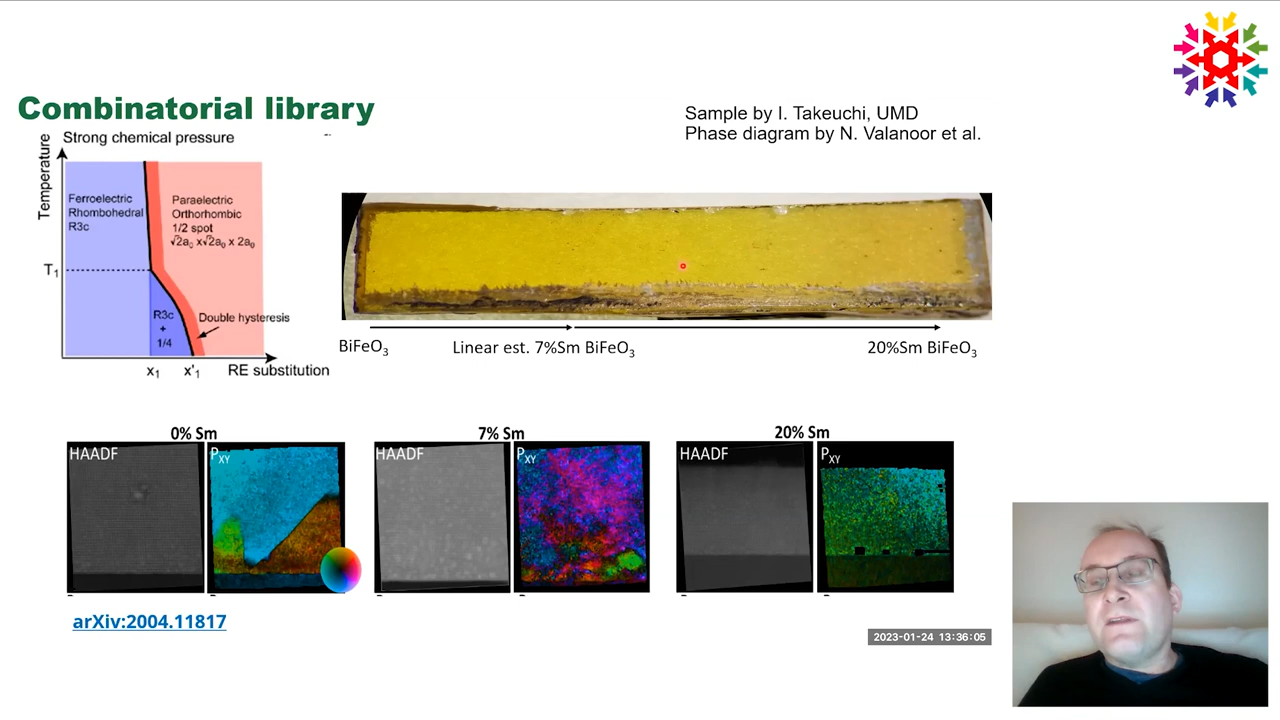 Combinatorial library
Sample by I. Takeuchi, UMD
Phase diagram by N. Valanoor et al.
Strong chemical pressure
Temperature
Ferroelectric
Rhombohedral
R3c
Paraelectric
Orthorhombic
1/2 spot
√2a₀ x√2a₀ x 2a₀
T₁
R3c
+
1/4
Double hysteresis
x₁ x'₁ RE substitution
BiFeO₃ Linear est. 7%Sm BiFeO₃ 20%Sm BiFeO₃
0% Sm
HAADF PXY
7% Sm
HAADF PXY
20% Sm
HAADF PXY
arXiv:2004.11817
2023-01-24 13:36:05